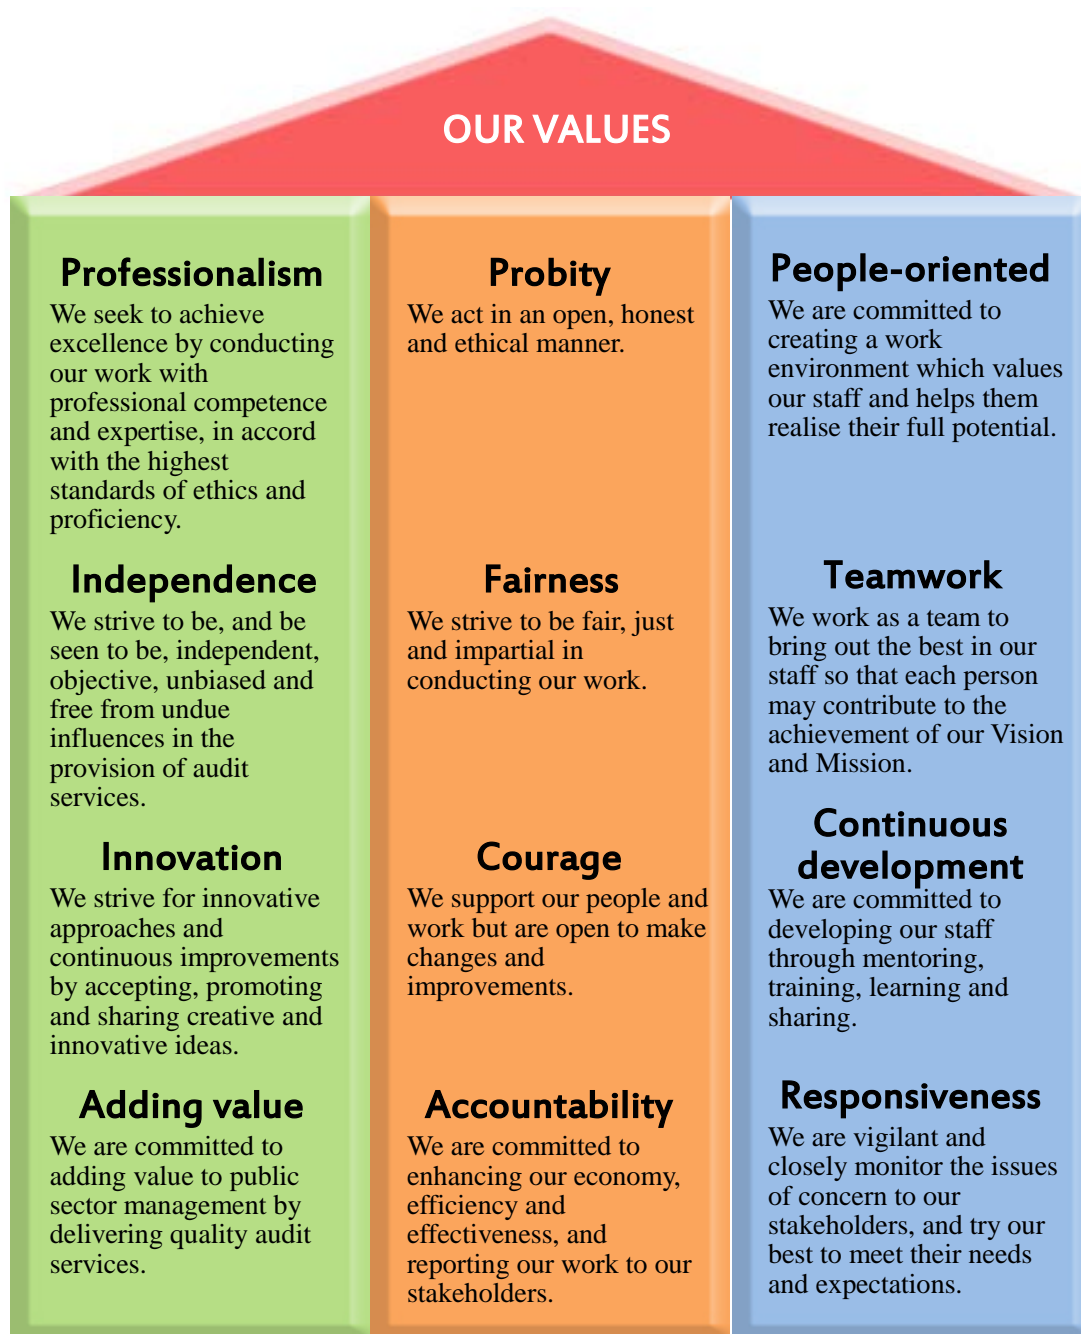 OUR VALUES
Professionalism
We seek to achieve
excellence by conducting
our work with
professional competence
and expertise, in accord
with the highest
standards of ethics and
proficiency.
Independence
We strive to be, and be
seen to be, independent,
objective, unbiased and
free from undue
influences in the
provision of audit
services.
Innovation
We strive for innovative
approaches and
continuous improvements
by accepting, promoting
and sharing creative and
innovative ideas.
Adding value
We are committed to
adding value to public
sector management by
delivering quality audit
services.
Probity
We act in an open, honest
and ethical manner.
Fairness
We strive to be fair, just
and impartial in
conducting our work.
Courage
We support our people and
work but are open to make
changes and
improvements.
Accountability
We are committed to
enhancing our economy,
efficiency and
effectiveness, and
reporting our work to our
stakeholders.
People-oriented
We are committed to
creating a work
environment which values
our staff and helps them
realise their full potential.
Teamwork
We work as a team to
bring out the best in our
staff so that each person
may contribute to the
achievement of our Vision
and Mission.
Continuous
development
We are committed to
developing our staff
through mentoring,
training, learning and
sharing.
Responsiveness
We are vigilant and
closely monitor the issues
of concern to our
stakeholders, and try our
best to meet their needs
and expectations.